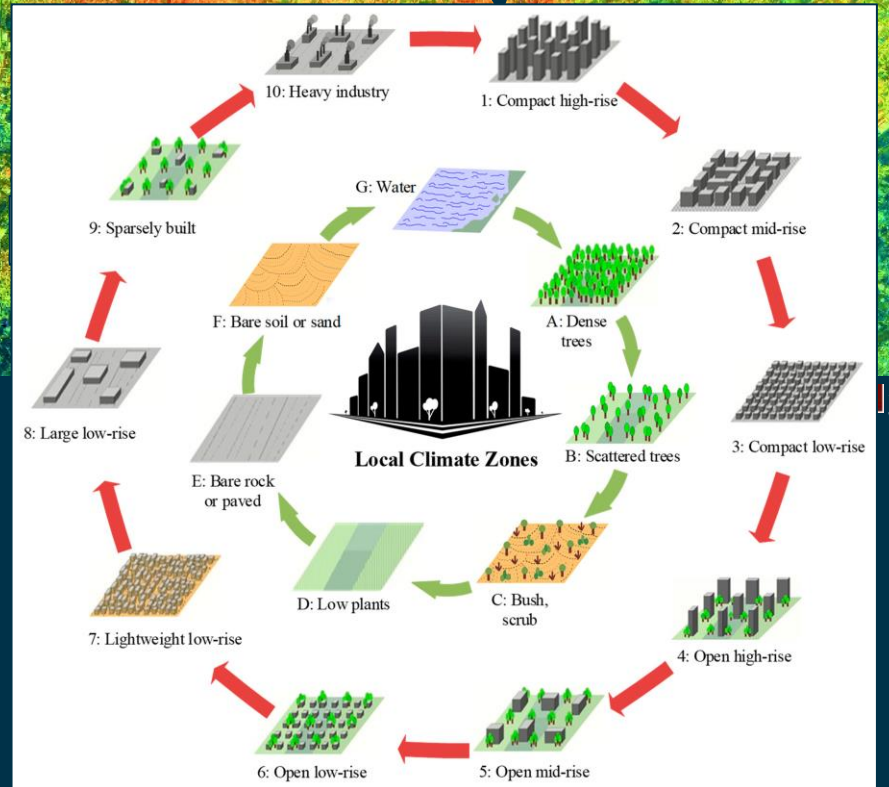 10: Heavy industry
1: Compact high-rise
2: Compact mid-rise
3: Compact low-rise
4: Open high-rise
5: Open mid-rise
6: Open low-rise
7: Lightweight low-rise
8: Large low-rise
9: Sparsely built
G: Water
A: Dense
trees
B: Scattered trees
C: Bush,
scrub
D: Low plants
E: Bare rock
or paved
F: Bare soil or sand
Local Climate Zones